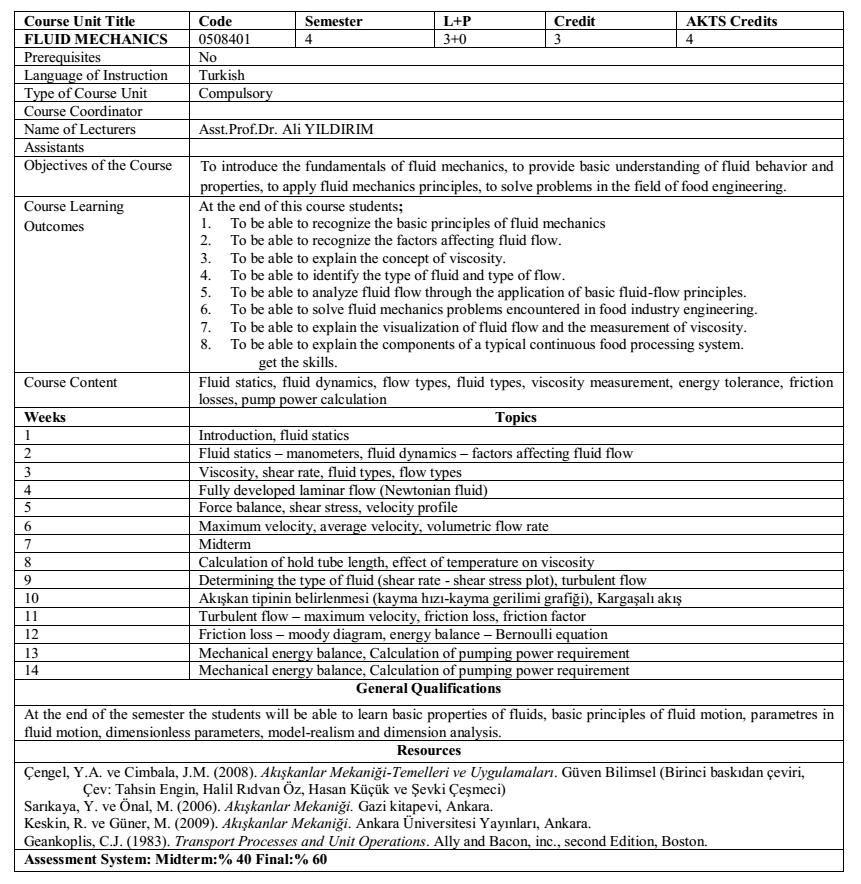 Course Unit Title Code Semester L+P Credit AKTS Credits
FLUID MECHANICS 0508401 4 3+0 3 4
Prerequisites No
Language of Instruction Turkish
Type of Course Unit Compulsory
Course Coordinator
Name of Lecturers Asst.Prof.Dr. Ali YILDIRIM
Assistants
Objectives of the Course To introduce the fundamentals of fluid mechanics, to provide basic understanding of fluid behavior and
properties, to apply fluid mechanics principles, to solve problems in the field of food engineering.
Course Learning At the end of this course students;
Outcomes
1. To be able to recognize the basic principles of fluid mechanics
2. To be able to recognize the factors affecting fluid flow.
3. To be able to explain the concept of viscosity.
4. To be able to identify the type of fluid and type of flow.
5. To be able to analyze fluid flow through the application of basic fluid-flow principles.
6. To be able to solve fluid mechanics problems encountered in food industry engineering.
7. To be able to explain the visualization of fluid flow and the measurement of viscosity.
8. To be able to explain the components of a typical continuous food processing system.
get the skills.
Course Content Fluid statics, fluid dynamics, flow types, fluid types, viscosity measurement, energy tolerance, friction
losses, pump power calculation
Weeks Topics
1 Introduction, fluid statics
2 Fluid statics – manometers, fluid dynamics – factors affecting fluid flow
3 Viscosity, shear rate, fluid types, flow types
4 Fully developed laminar flow (Newtonian fluid)
5 Force balance, shear stress, velocity profile
6 Maximum velocity, average velocity, volumetric flow rate
7 Midterm
8 Calculation of hold tube length, effect of temperature on viscosity
9 Determining the type of fluid (shear rate - shear stress plot), turbulent flow
10 Akışkan tipinin belirlenmesi (kayma hızı-kayma gerilimi grafiği), Kargaşalı akış
11 Turbulent flow – maximum velocity, friction loss, friction factor
12 Friction loss – moody diagram, energy balance – Bernoulli equation
13 Mechanical energy balance, Calculation of pumping power requirement
14 Mechanical energy balance, Calculation of pumping power requirement
General Qualifications
At the end of the semester the students will be able to learn basic properties of fluids, basic principles of fluid motion, parametres in
fluid motion, dimensionless parameters, model-realism and dimension analysis.
Resources
Çengel, Y.A. ve Cimbala, J.M. (2008). Akışkanlar Mekaniği-Temelleri ve Uygulamaları. Güven Bilimsel (Birinci baskıdan çeviri,
Çev: Tahsin Engin, Halil Rıdvan Öz, Hasan Küçük ve Şevki Çeşmeci)
Sarıkaya, Y. ve Önal, M. (2006). Akışkanlar Mekaniği. Gazi kitapevi, Ankara.
Keskin, R. ve Güner, M. (2009). Akışkanlar Mekaniği. Ankara Üniversitesi Yayınları, Ankara.
Geankoplis, C.J. (1983). Transport Processes and Unit Operations. Ally and Bacon, inc., second Edition, Boston.
Assessment System: Midterm:% 40 Final:% 60